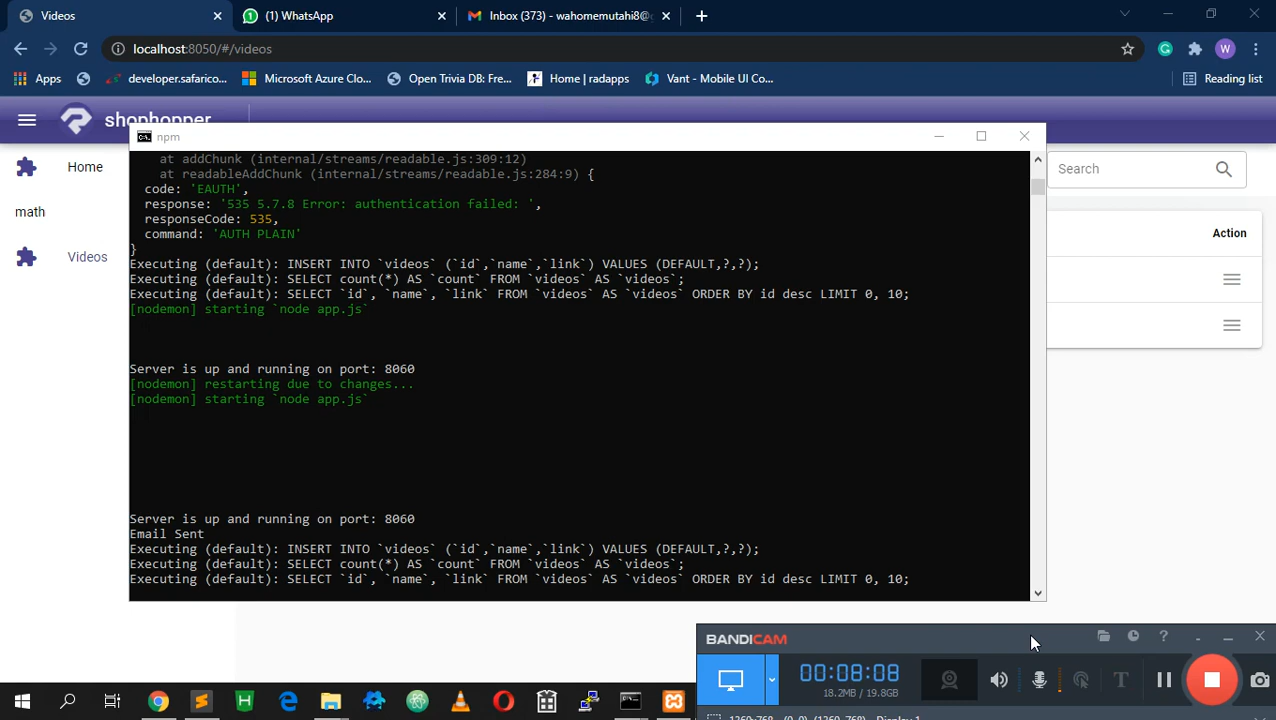 Videos
(1) WhatsApp
Inbox (373) - wahomemutahi8@
localhost:8050/#/videos
Apps
developer.safarico...
Microsoft Azure Clo...
Open Trivia DB: Fre...
Home | radapps
Vant - Mobile UI Co...
Reading list
shophopper
npm
Home
math
Videos
Search
Action
at addChunk (internal/streams/readable.js:309:12)
at readableAddChunk (internal/streams/readable.js:284:9) {
code: 'EAUTH',
response: '535 5.7.8 Error: authentication failed: ',
responseCode: 535,
command: 'AUTH PLAIN'
}
Executing (default): INSERT INTO `videos` (`id`,`name`,`link`) VALUES (DEFAULT,?,?);
Executing (default): SELECT count(*) AS `count` FROM `videos` AS `videos`;
Executing (default): SELECT `id`, `name`, `link` FROM `videos` AS `videos` ORDER BY id desc LIMIT 0, 10;
[nodemon] starting `node app.js`
Server is up and running on port: 8060
[nodemon] restarting due to changes...
[nodemon] starting `node app.js`
Server is up and running on port: 8060
Email Sent
Executing (default): INSERT INTO `videos` (`id`,`name`,`link`) VALUES (DEFAULT,?,?);
Executing (default): SELECT count(*) AS `count` FROM `videos` AS `videos`;
Executing (default): SELECT `id`, `name`, `link` FROM `videos` AS `videos` ORDER BY id desc LIMIT 0, 10;
BANDICAM
00:08:08
18.2MB / 19.8GB
1360x768 - (0, 0), (1360, 768) - Display 1